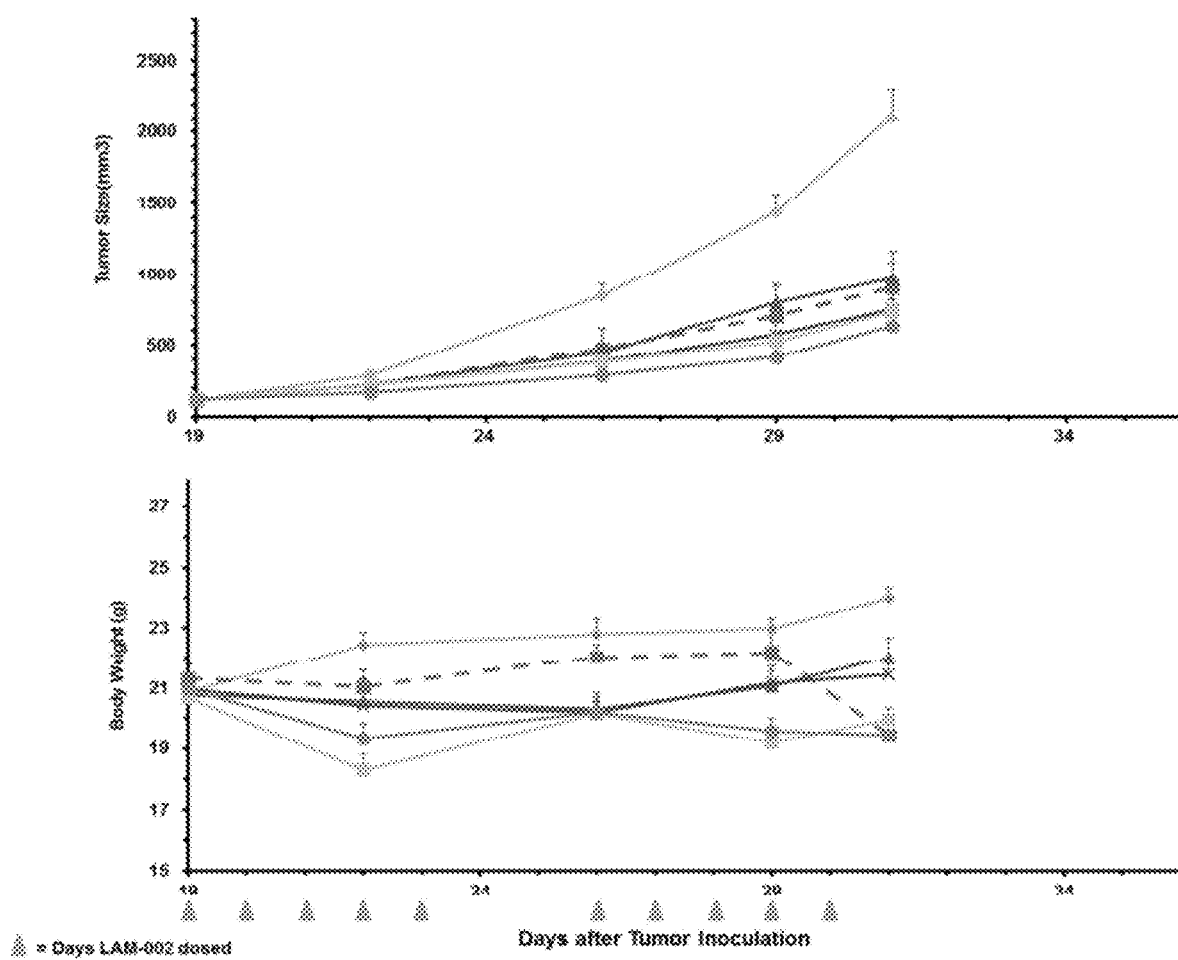 2500
2000
1500
1000
500
0
Tumor Size(mm3)
19 24 29 34
27
25
23
21
19
17
15
Body Weight (g)
19 24 29 34
Days after Tumor Inoculation
= Days LAM-002 dosed